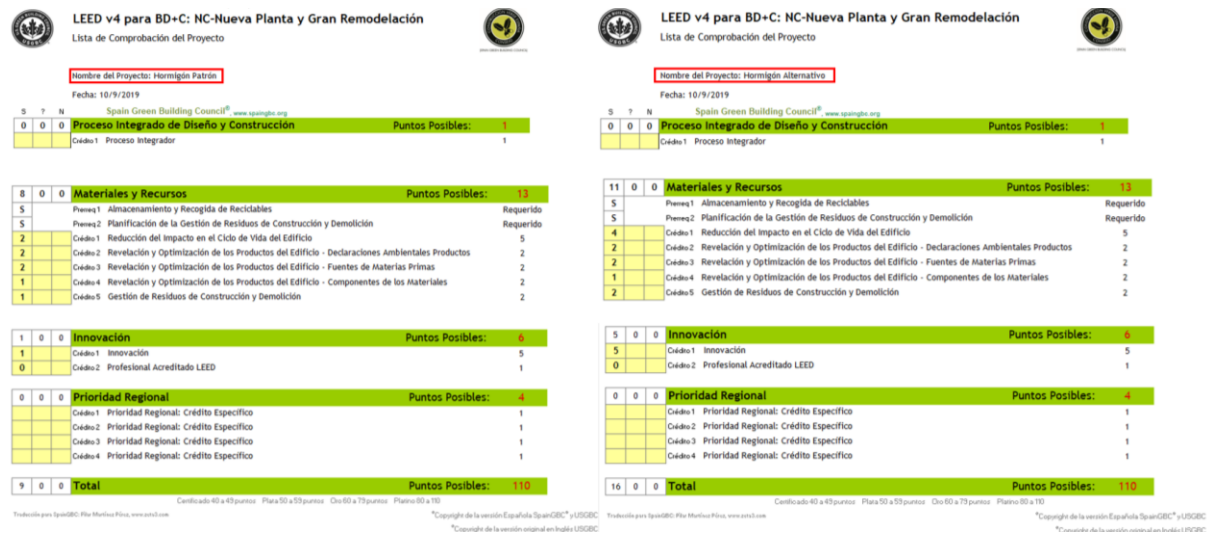 LEED v4 para BD+C: NC-Nueva Planta y Gran Remodelación
Lista de Comprobación del Proyecto
Nombre del Proyecto: Hormigón Patrón
Fecha: 10/9/2019
S ? N Spain Green Building Council®, www.spaingbc.org
0 0 0 Proceso Integrado de Diseño y Construcción Puntos Posibles: 1
Crédito 1 Proceso Integrador 1
8 0 0 Materiales y Recursos Puntos Posibles: 13
S Prerreq 1 Almacenamiento y Recogida de Reciclables Requerido
S Prerreq 2 Planificación de la Gestión de Residuos de Construcción y Demolición Requerido
2 Crédito 1 Reducción del Impacto en el Ciclo de Vida del Edificio 5
2 Crédito 2 Revelación y Optimización de los Productos del Edificio - Declaraciones Ambientales Productos 2
2 Crédito 3 Revelación y Optimización de los Productos del Edificio - Fuentes de Materias Primas 2
1 Crédito 4 Revelación y Optimización de los Productos del Edificio - Componentes de los Materiales 2
1 Crédito 5 Gestión de Residuos de Construcción y Demolición 2
1 0 0 Innovación Puntos Posibles: 6
1 Crédito 1 Innovación 5
0 Crédito 2 Profesional Acreditado LEED 1
0 0 0 Prioridad Regional Puntos Posibles: 4
Crédito 1 Prioridad Regional: Crédito Específico 1
Crédito 2 Prioridad Regional: Crédito Específico 1
Crédito 3 Prioridad Regional: Crédito Específico 1
Crédito 4 Prioridad Regional: Crédito Específico 1
9 0 0 Total Puntos Posibles: 110
Certificado 40 a 49 puntos Plata 50 a 59 puntos Oro 60 a 79 puntos Platino 80 a 110
®Copyright de la versión Española SpainGBC® y USGBC
®Copyright de la versión original en Inglés USGBC
LEED v4 para BD+C: NC-Nueva Planta y Gran Remodelación
Lista de Comprobación del Proyecto
Nombre del Proyecto: Hormigón Alternativo
Fecha: 10/9/2019
S ? N Spain Green Building Council®, www.spaingbc.org
0 0 0 Proceso Integrado de Diseño y Construcción Puntos Posibles: 1
Crédito 1 Proceso Integrador 1
11 0 0 Materiales y Recursos Puntos Posibles: 13
S Prerreq 1 Almacenamiento y Recogida de Reciclables Requerido
S Prerreq 2 Planificación de la Gestión de Residuos de Construcción y Demolición Requerido
4 Crédito 1 Reducción del Impacto en el Ciclo de Vida del Edificio 5
2 Crédito 2 Revelación y Optimización de los Productos del Edificio - Declaraciones Ambientales Productos 2
2 Crédito 3 Revelación y Optimización de los Productos del Edificio - Fuentes de Materias Primas 2
1 Crédito 4 Revelación y Optimización de los Productos del Edificio - Componentes de los Materiales 2
2 Crédito 5 Gestión de Residuos de Construcción y Demolición 2
5 0 0 Innovación Puntos Posibles: 6
5 Crédito 1 Innovación 5
0 Crédito 2 Profesional Acreditado LEED 1
0 0 0 Prioridad Regional Puntos Posibles: 4
Crédito 1 Prioridad Regional: Crédito Específico 1
Crédito 2 Prioridad Regional: Crédito Específico 1
Crédito 3 Prioridad Regional: Crédito Específico 1
Crédito 4 Prioridad Regional: Crédito Específico 1
16 0 0 Total Puntos Posibles: 110
Certificado 40 a 49 puntos Plata 50 a 59 puntos Oro 60 a 79 puntos Platino 80 a 110
®Copyright de la versión Española SpainGBC® y USGBC
®Copyright de la versión original en Inglés USGBC